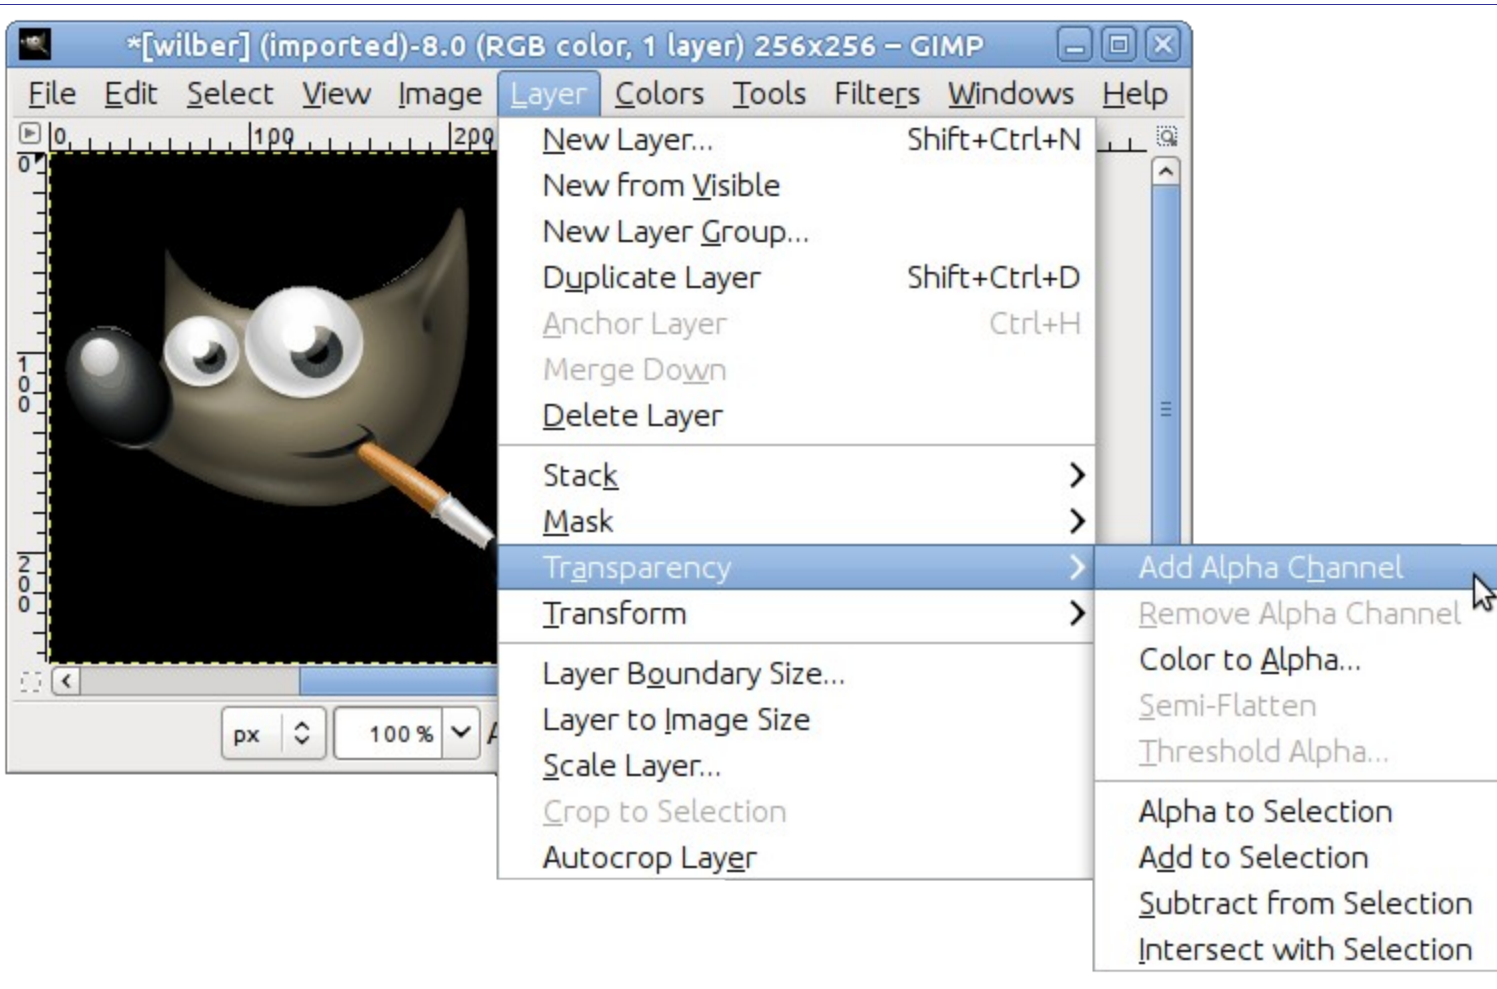 *[wilber] (imported)-8.0 (RGB color, 1 layer) 256x256 – GIMP
File Edit Select View Image Layer Colors Tools Filters Windows Help
0 100 200
0
100
200
New Layer... Shift+Ctrl+N
New from Visible
New Layer Group...
Duplicate Layer Shift+Ctrl+D
Anchor Layer Ctrl+H
Merge Down
Delete Layer
Stack
Mask
Transparency
Transform
Layer Boundary Size...
Layer to Image Size
Scale Layer...
Crop to Selection
Autocrop Layer
Add Alpha Channel
Remove Alpha Channel
Color to Alpha...
Semi-Flatten
Threshold Alpha...
Alpha to Selection
Add to Selection
Subtract from Selection
Intersect with Selection
px 100 %